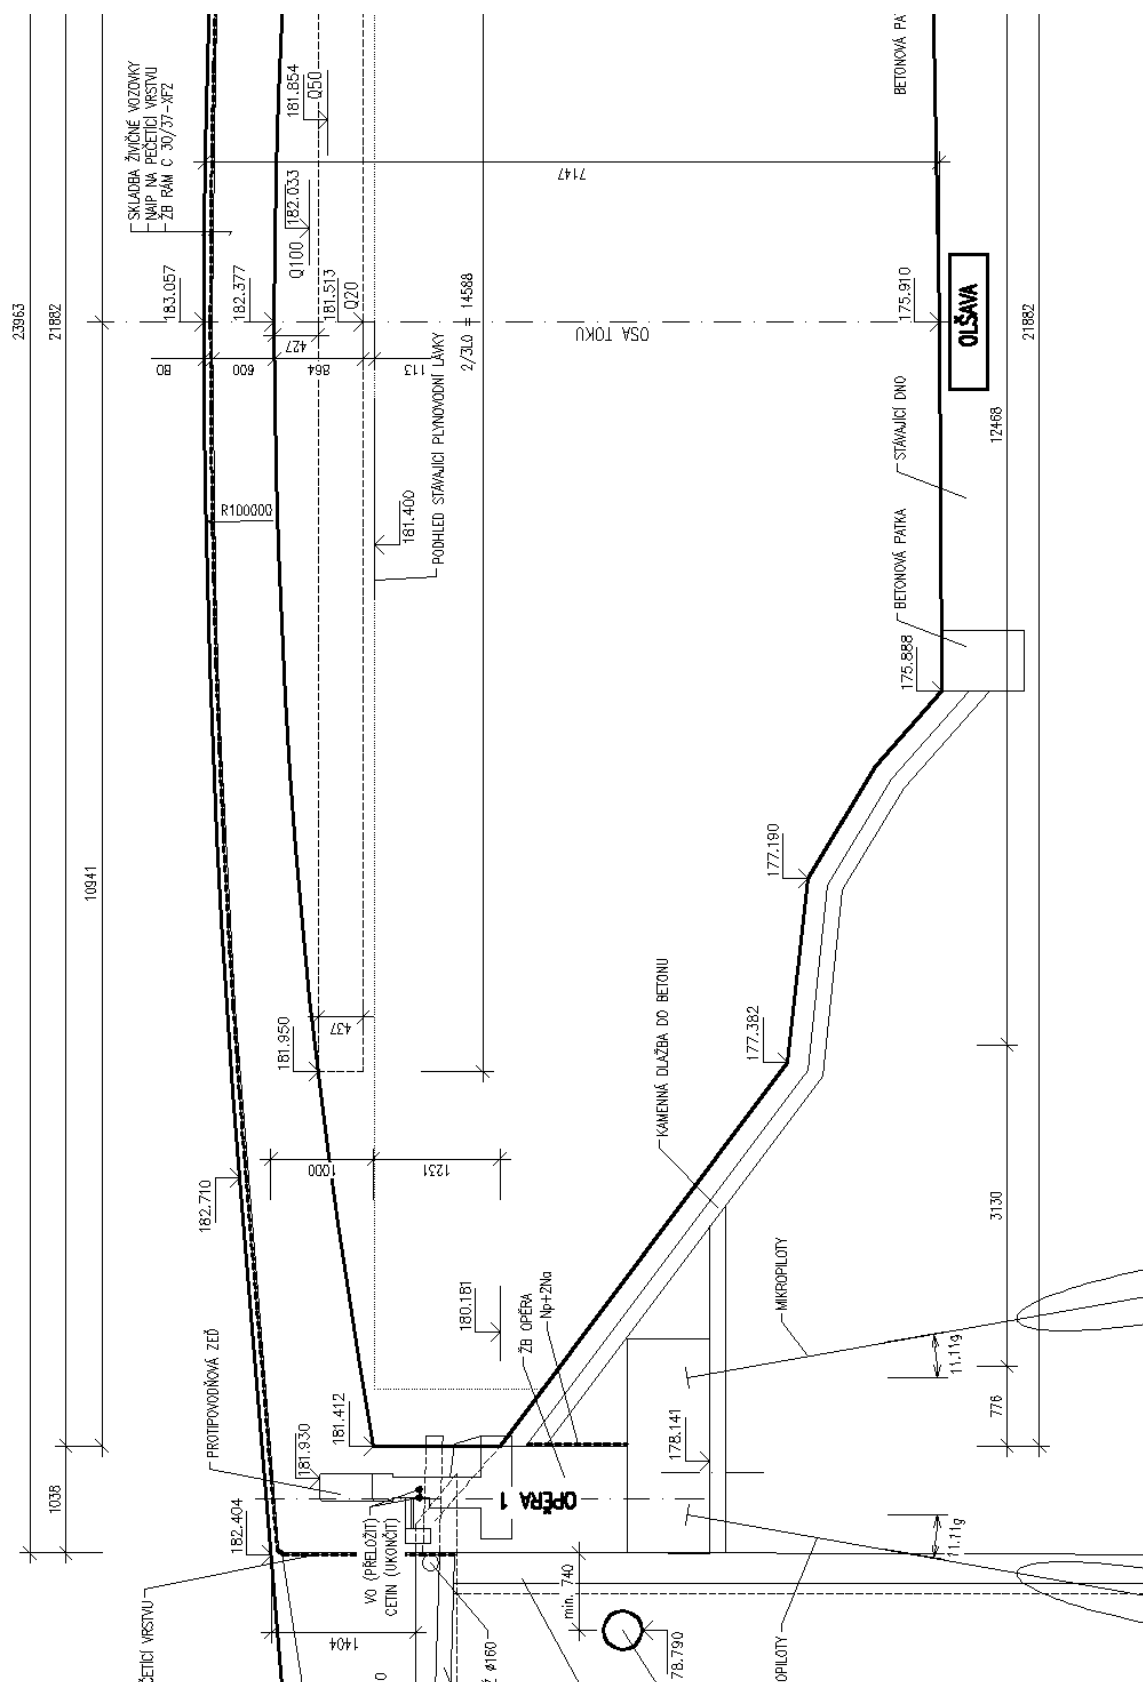 SKLADBA ŽIVIČNÉ VOZOVKY
NAIP NA PEČETÍCÍ VRSTVU
ŽB RÁM C 30/37-XF2
181.854
Q50
182.033
Q100
7147
BETONOVÁ PA
23963
21882
183.057
182.377
181.513
Q20
2/3L0 = 14588
OSA TOKU
175.910
OLŠAVA
21882
80
600
427
864
113
12468
PODHLED STÁVAJÍCÍ PLYNOVODNÍ LÁVKY
STÁVAJÍCÍ DNO
R100000
181.400
BETONOVÁ PATKA
175.888
10941
177.190
437
181.950
177.382
KAMENNÁ DLAŽBA DO BETONU
1000
1231
182.710
3130
180.181
ŽB OPĚRA
Np+2Na
MIKROPILOTY
11.11g
PROTIPOVODŇOVÁ ZEĎ
181.412
181.930
178.141
776
1038
182.404
OPĚRA 1
VO (PŘELOŽIT)
CETIN (UKONČIT)
11.11g
min. 740
ČETÍCÍ VRSTVU
1404
0
Ž ø160
78.790
OPILOTY